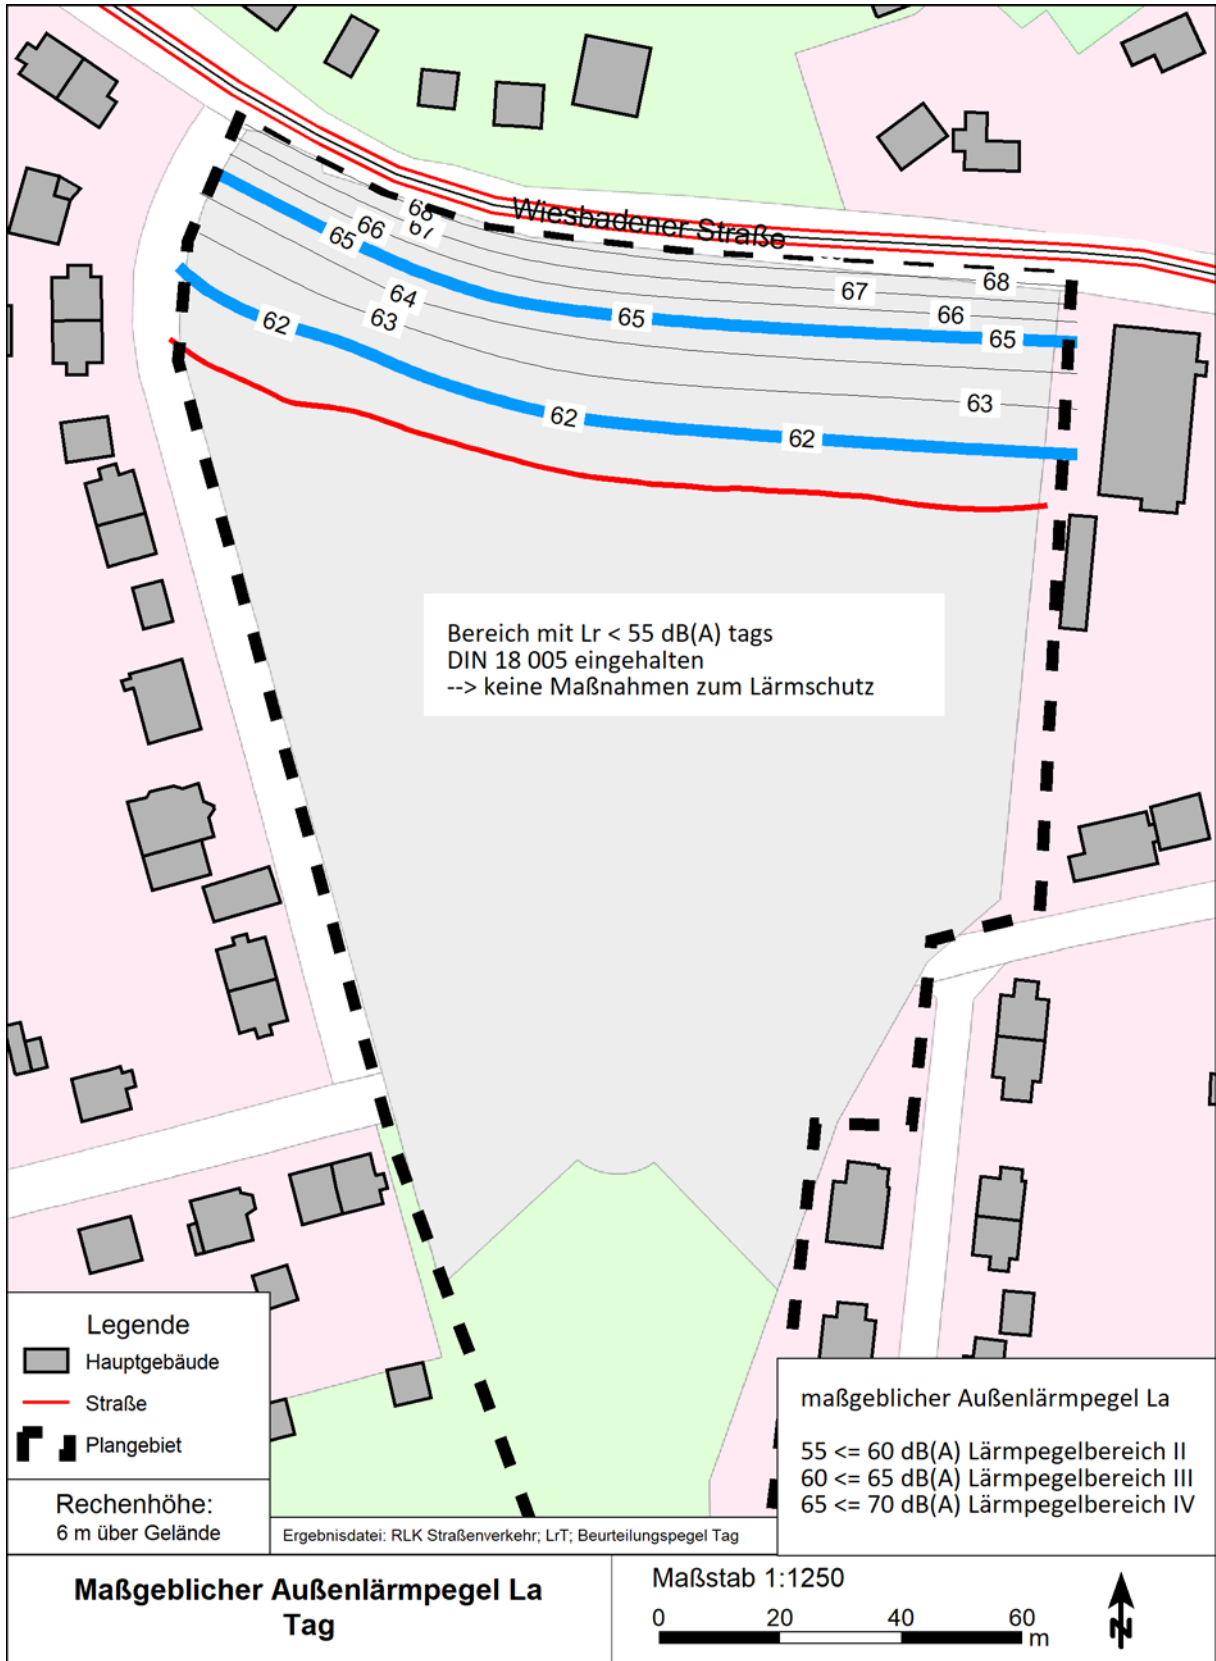 Wiesbadener Straße
68
67
66
65
64
63
62
68
67
66
65
65
63
62
62
Bereich mit Lr < 55 dB(A) tags
DIN 18 005 eingehalten
--> keine Maßnahmen zum Lärmschutz
Legende
Hauptgebäude
Straße
Plangebiet
Rechenhöhe:
6 m über Gelände
Ergebnisdatei: RLK Straßenverkehr; LrT; Beurteilungspegel Tag
maßgeblicher Außenlärmpegel La
55 <= 60 dB(A) Lärmpegelbereich II
60 <= 65 dB(A) Lärmpegelbereich III
65 <= 70 dB(A) Lärmpegelbereich IV
Maßgeblicher Außenlärmpegel La
Tag
Maßstab 1:1250
0 20 40 60
m
N